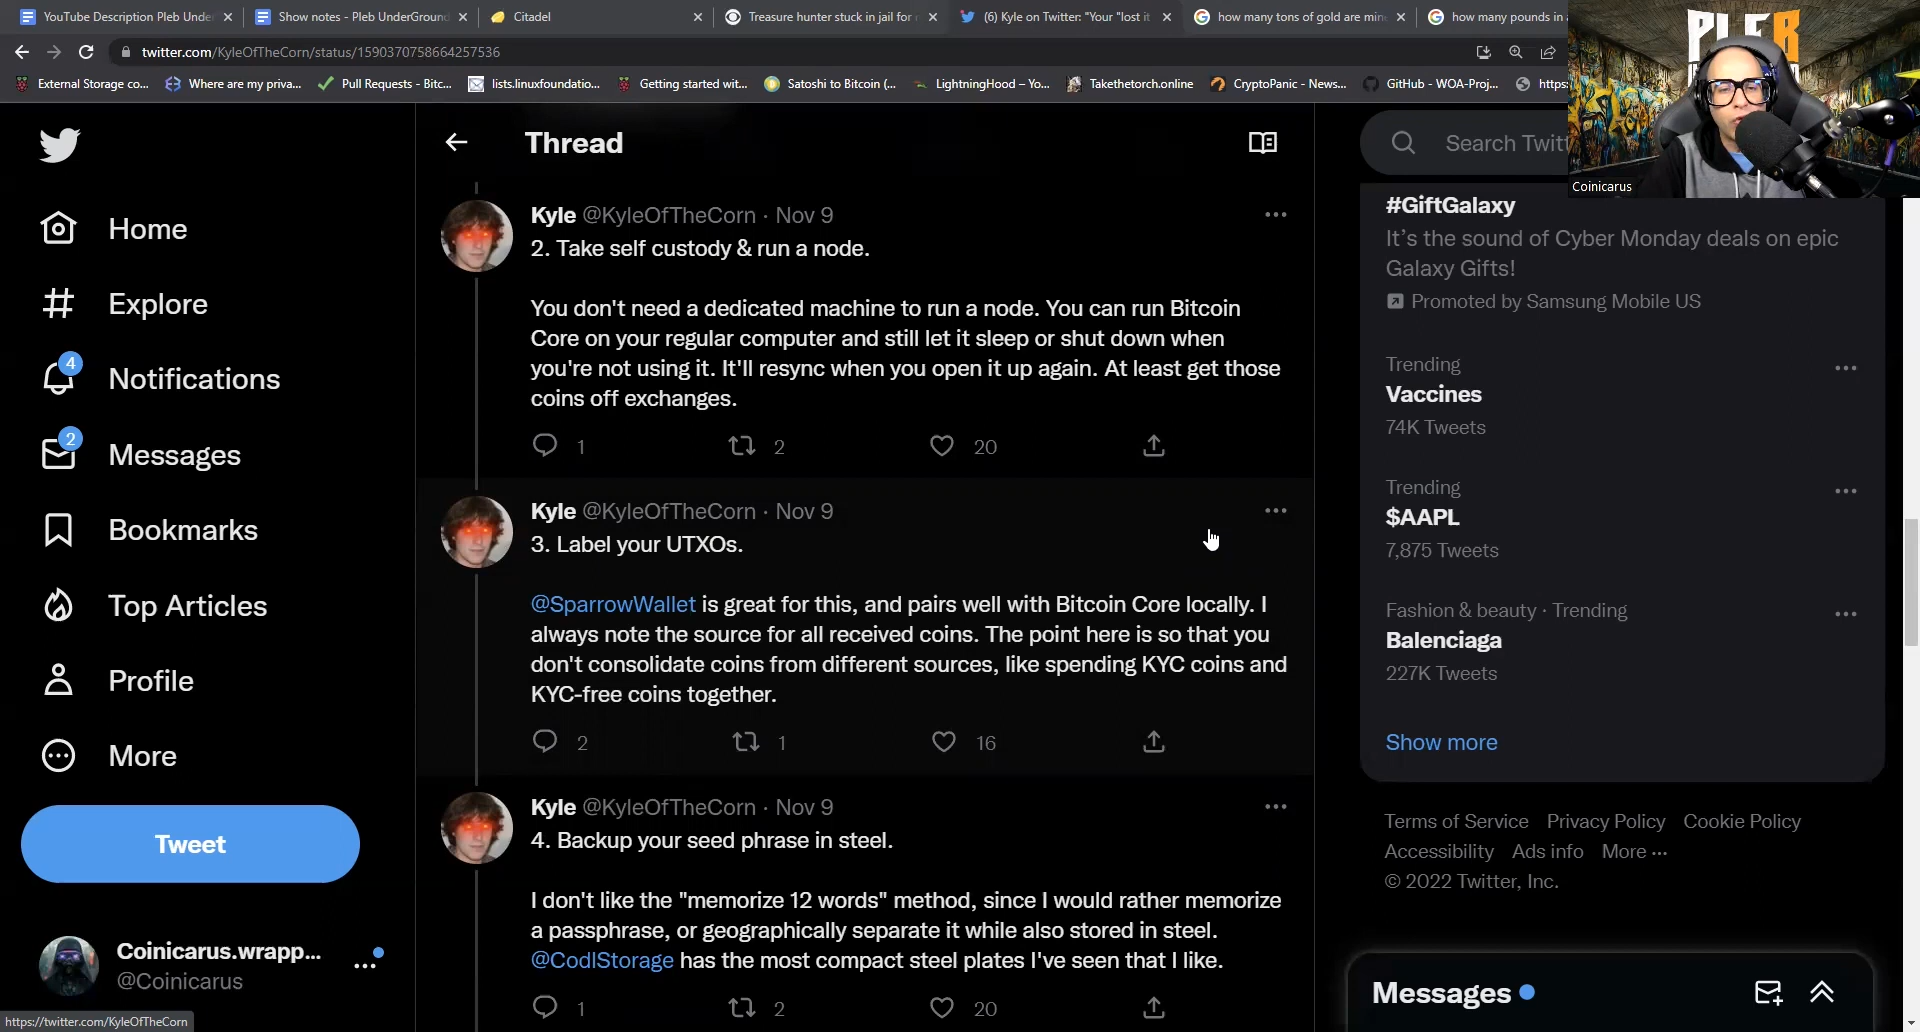 YouTube Description Pleb Unde
Show notes - Pleb UnderGroun
Citadel
Treasure hunter stuck in jail for
(6) Kyle on Twitter: "Your "lost it
how many tons of gold are min
how many pounds in
twitter.com/KyleOfTheCorn/status/1590370758664257536
External Storage co...
Where are my priva...
Pull Requests - Bitc...
lists.linuxfoundatio...
Getting started wit...
Satoshi to Bitcoin (...
LightningHood – Yo...
Takethetorch.online
CryptoPanic - News...
GitHub - WOA-Proj...
https:
Coinicarus
Home
Explore
4
Notifications
2
Messages
Bookmarks
Top Articles
Profile
More
Tweet
Coinicarus.wrapp...
@Coinicarus
https://twitter.com/KyleOfTheCorn
Thread
Kyle @KyleOfTheCorn · Nov 9
2. Take self custody & run a node.
You don't need a dedicated machine to run a node. You can run Bitcoin
Core on your regular computer and still let it sleep or shut down when
you're not using it. It'll resync when you open it up again. At least get those
coins off exchanges.
1 2 20
Kyle @KyleOfTheCorn · Nov 9
3. Label your UTXOs.
@SparrowWallet is great for this, and pairs well with Bitcoin Core locally. I
always note the source for all received coins. The point here is so that you
don't consolidate coins from different sources, like spending KYC coins and
KYC-free coins together.
2 1 16
Kyle @KyleOfTheCorn · Nov 9
4. Backup your seed phrase in steel.
I don't like the "memorize 12 words" method, since I would rather memorize
a passphrase, or geographically separate it while also stored in steel.
@CodlStorage has the most compact steel plates I've seen that I like.
1 2 20
Search Twitt
#GiftGalaxy
It's the sound of Cyber Monday deals on epic
Galaxy Gifts!
Promoted by Samsung Mobile US
Trending
Vaccines
74K Tweets
Trending
$AAPL
7,875 Tweets
Fashion & beauty · Trending
Balenciaga
227K Tweets
Show more
Terms of Service Privacy Policy Cookie Policy
Accessibility Ads info More ...
© 2022 Twitter, Inc.
Messages